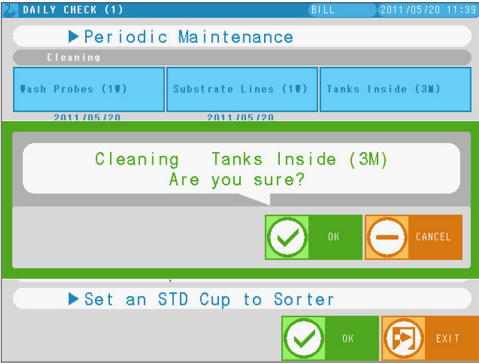 2. DAILY CHECK (1) BILL 2011/05/20 11:39
▶Periodic Maintenance
Cleaning
Wash Probes (1W) Substrate Lines (1W) Tanks Inside (3M)
2011/05/20 2011/05/20
Cleaning Tanks Inside (3M)
Are you sure?
OK CANCEL
▶Set an STD Cup to Sorter
OK EXIT